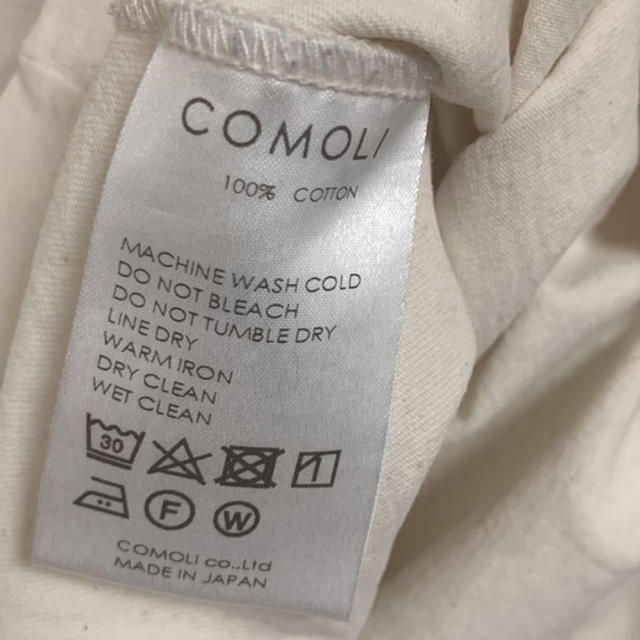 COMOLI
100% COTTON
MACHINE WASH COLD
DO NOT BLEACH
DO NOT TUMBLE DRY
LINE DRY
WARM IRON
DRY CLEAN
WET CLEAN
30
F W
COMOLI co.,Ltd
MADE IN JAPAN